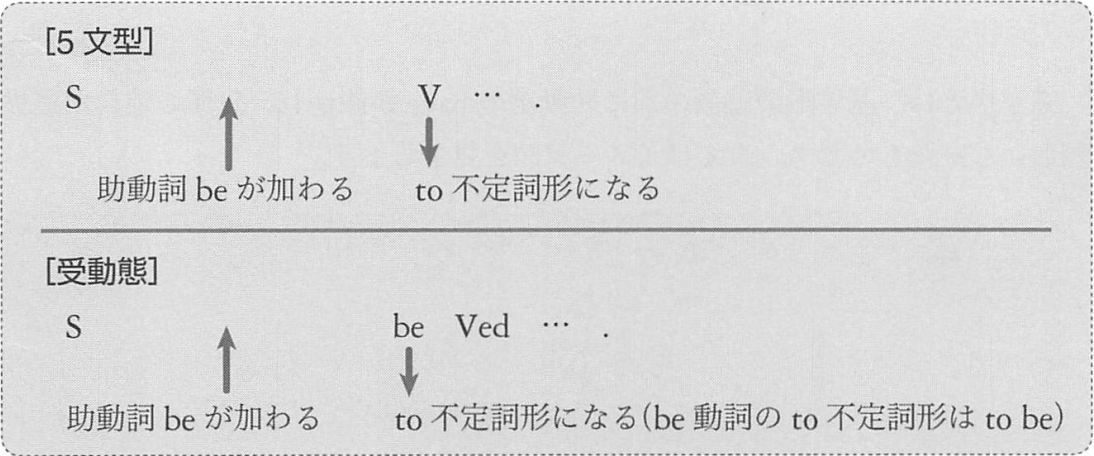 [5 文型]
S V … .
助動詞 be が加わる to 不定詞形になる
[受動態]
S be Ved … .
助動詞 be が加わる to 不定詞形になる(be 動詞の to 不定詞形は to be)